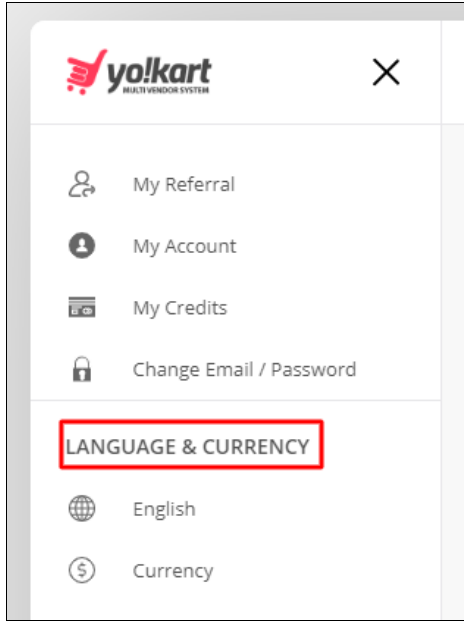 yo!kart
MULTI VENDOR SYSTEM
My Referral
My Account
My Credits
Change Email / Password
LANGUAGE & CURRENCY
English
Currency